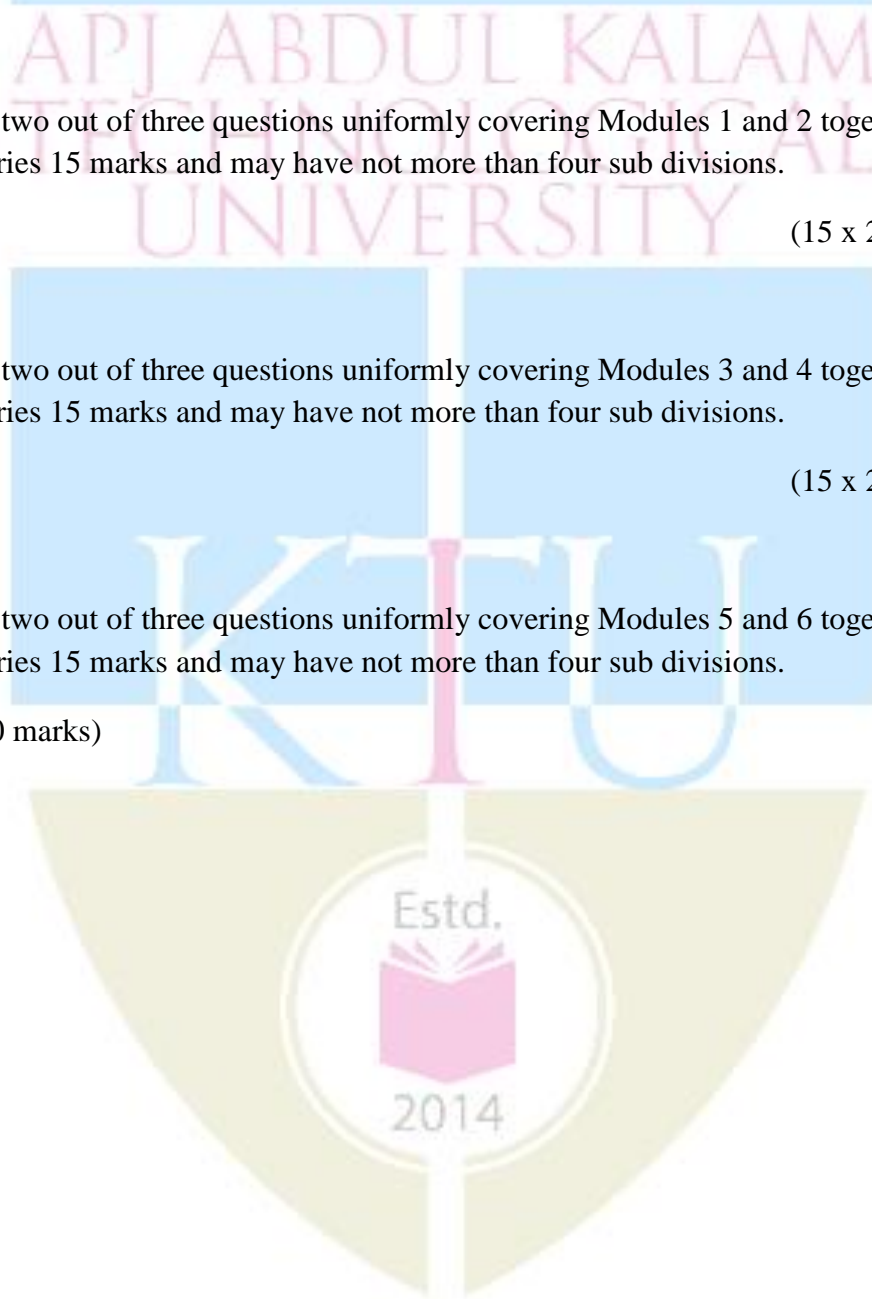 APJ ABDUL KALAM
TECHNOLOGICAL
two out of three questions uniformly covering Modules 1 and 2 toge
ries 15 marks and may have not more than four sub divisions.
UNIVERSITY
(15 x 2
two out of three questions uniformly covering Modules 3 and 4 toge
ries 15 marks and may have not more than four sub divisions.
(15 x 2
KTU
two out of three questions uniformly covering Modules 5 and 6 toge
ries 15 marks and may have not more than four sub divisions.
0 marks)
Estd.
2014